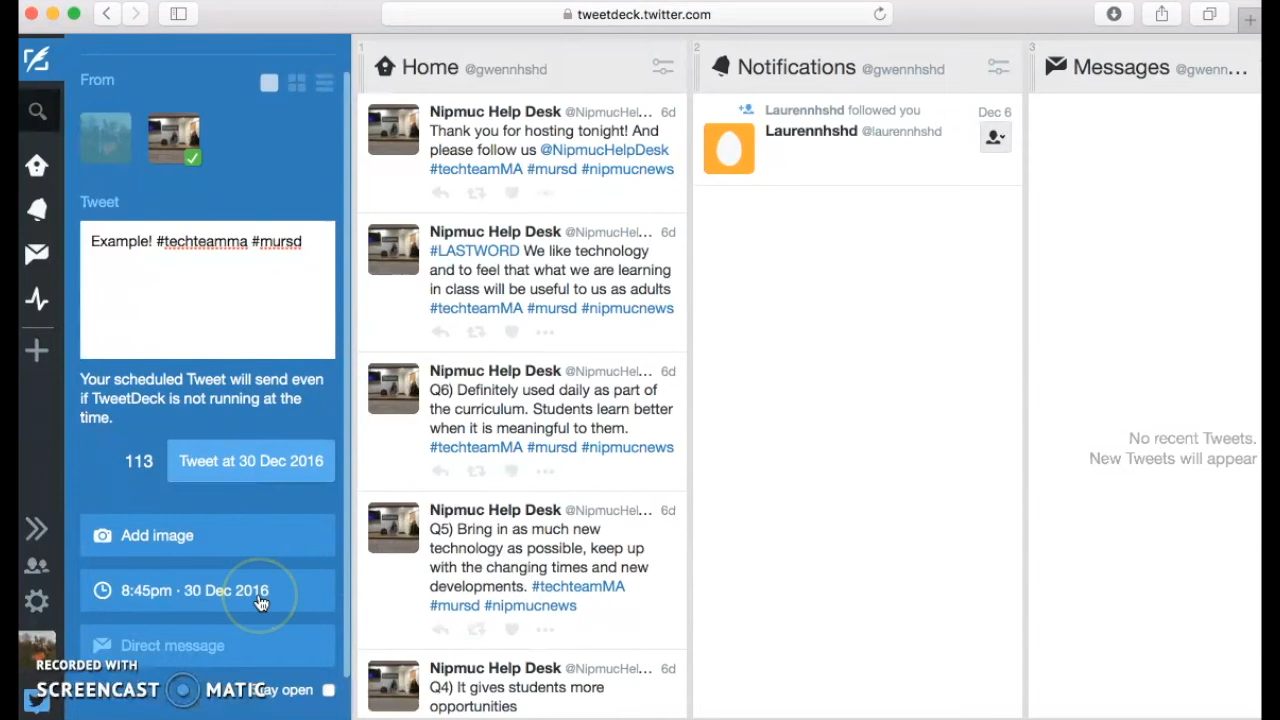 tweetdeck.twitter.com
From
Tweet
Example! #techteamma #mursd
Your scheduled Tweet will send even
if TweetDeck is not running at the
time.
113
Tweet at 30 Dec 2016
Add image
8:45pm · 30 Dec 2016
Direct message
Stay open
RECORDED WITH
SCREENCAST MATIC
1
Home @gwennhshd
Nipmuc Help Desk @NipmucHel... 6d
Thank you for hosting tonight! And
please follow us @NipmucHelpDesk
#techteamMA #mursd #nipmucnews
Nipmuc Help Desk @NipmucHel... 6d
#LASTWORD We like technology
and to feel that what we are learning
in class will be useful to us as adults
#techteamMA #mursd #nipmucnews
Nipmuc Help Desk @NipmucHel... 6d
Q6) Definitely used daily as part of
the curriculum. Students learn better
when it is meaningful to them.
#techteamMA #mursd #nipmucnews
Nipmuc Help Desk @NipmucHel... 6d
Q5) Bring in as much new
technology as possible, keep up
with the changing times and new
developments. #techteamMA
#mursd #nipmucnews
Nipmuc Help Desk @NipmucHel... 6d
Q4) It gives students more
opportunities
2
Notifications @gwennhshd
Laurennhshd followed you
Dec 6
Laurennhshd @laurennhshd
3
Messages @gwenn...
No recent Tweets.
New Tweets will appear